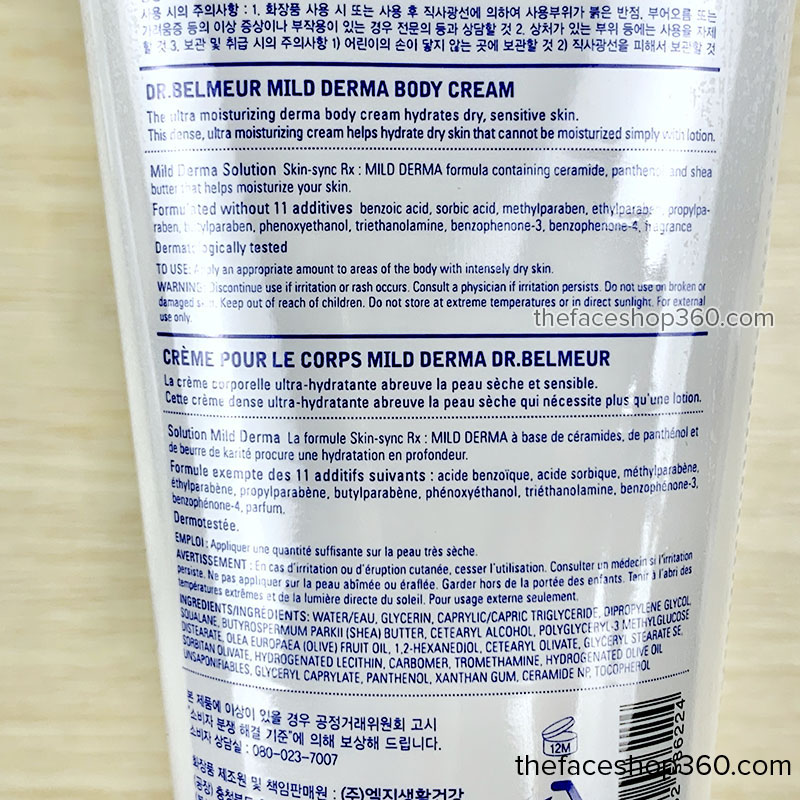 사용 시의 주의사항 : 1. 화장품 사용 시 또는 사용 후 직사광선에 의하여 사용부위가 붉은 반점, 부어오름 또는
가려움증 등의 이상 증상이나 부작용이 있는 경우 전문의 등과 상담할 것 2. 상처가 있는 부위 등에는 사용을 자제
할 것 3. 보관 및 취급 시의 주의사항 1) 어린이의 손이 닿지 않는 곳에 보관할 것 2) 직사광선을 피해서 보관할 것
DR.BELMEUR MILD DERMA BODY CREAM
The ultra moisturizing derma body cream hydrates dry, sensitive skin.
This dense, ultra moisturizing cream helps hydrate dry skin that cannot be moisturized simply with lotion.
Mild Derma Solution Skin-sync Rx : MILD DERMA formula containing ceramide, panthenol and shea
butter that helps moisturize your skin.
Formulated without 11 additives benzoic acid, sorbic acid, methylparaben, ethylparaben, propylpa-
raben, butylparaben, phenoxyethanol, triethanolamine, benzophenone-3, benzophenone-4, fragrance
Dermatologically tested
TO USE: Apply an appropriate amount to areas of the body with intensely dry skin.
WARNING: Discontinue use if irritation or rash occurs. Consult a physician if irritation persists. Do not use on broken or
damaged skin. Keep out of reach of children. Do not store at extreme temperatures or in direct sunlight. For external
use only.
thefaceshop360.com
CRÈME POUR LE CORPS MILD DERMA DR.BELMEUR
La crème corporelle ultra-hydratante abreuve la peau sèche et sensible.
Cette crème dense ultra-hydratante abreuve la peau sèche qui nécessite plus qu'une lotion.
Solution Mild Derma La formule Skin-sync Rx : MILD DERMA à base de céramides, de panthénol et
de beurre de karité procure une hydratation en profondeur.
Formule exempte des 11 additifs suivants : acide benzoïque, acide sorbique, méthylparabène,
éthylparabène, propylparabène, butylparabène, phénoxyéthanol, triéthanolamine, benzophénone-3,
benzophénone-4, parfum.
Dermotestée.
EMPLOI : Appliquer une quantité suffisante sur la peau très sèche.
AVERTISSEMENT : En cas d'irritation ou d'éruption cutanée, cesser l'utilisation. Consulter un médecin si l'irritation
persiste. Ne pas appliquer sur la peau abîmée ou éraflée. Garder hors de la portée des enfants. Tenir à l'abri des
températures extrêmes et de la lumière directe du soleil. Pour usage externe seulement.
INGREDIENTS/INGRÉDIENTS: WATER/EAU, GLYCERIN, CAPRYLIC/CAPRIC TRIGLYCERIDE, DIPROPYLENE GLYCOL,
SQUALANE, BUTYROSPERMUM PARKII (SHEA) BUTTER, CETEARYL ALCOHOL, POLYGLYCERYL-3 METHYLGLUCOSE
DISTEARATE, OLEA EUROPAEA (OLIVE) FRUIT OIL, 1,2-HEXANEDIOL, CETEARYL OLIVATE, GLYCERYL STEARATE SE,
SORBITAN OLIVATE, HYDROGENATED LECITHIN, CARBOMER, TROMETHAMINE, HYDROGENATED OLIVE OIL
UNSAPONIFIABLES, GLYCERYL CAPRYLATE, PANTHENOL, XANTHAN GUM, CERAMIDE NP, TOCOPHEROL
본 제품에 이상이 있을 경우 공정거래위원회 고시
"소비자 분쟁 해결 기준"에 의해 보상해 드립니다.
소비자 상담실 : 080-023-7007
12M
화장품 제조원 및 책임판매원 : (주)엘지생활건강
thefaceshop360.com